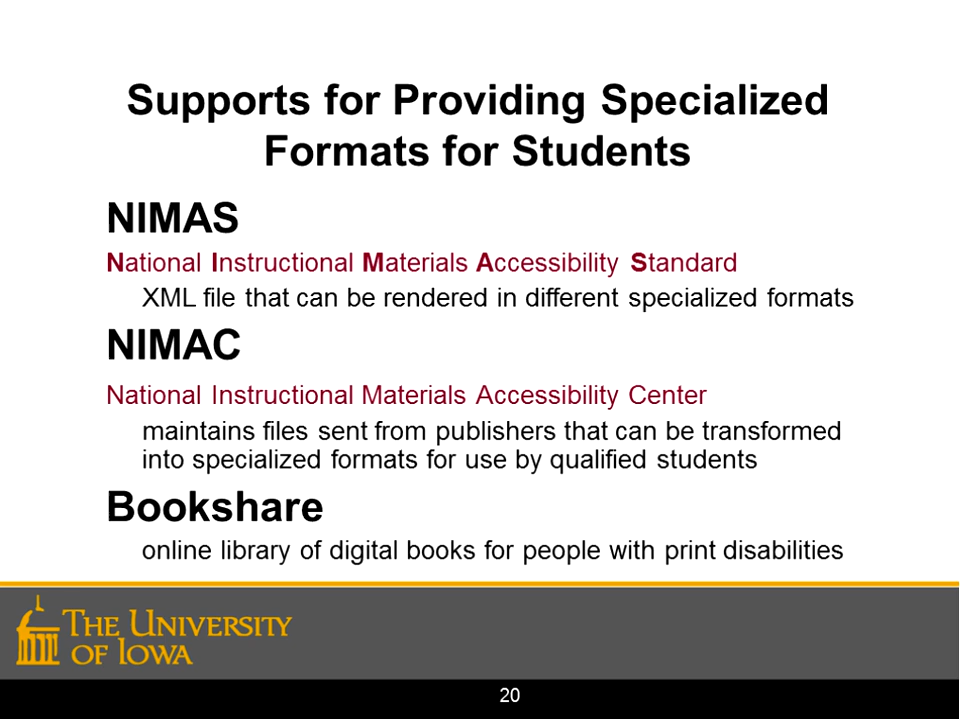 Supports for Providing Specialized
Formats for Students
NIMAS
National Instructional Materials Accessibility Standard
XML file that can be rendered in different specialized formats
NIMAC
National Instructional Materials Accessibility Center
maintains files sent from publishers that can be transformed
into specialized formats for use by qualified students
Bookshare
online library of digital books for people with print disabilities
THE UNIVERSITY
OF IOWA
20